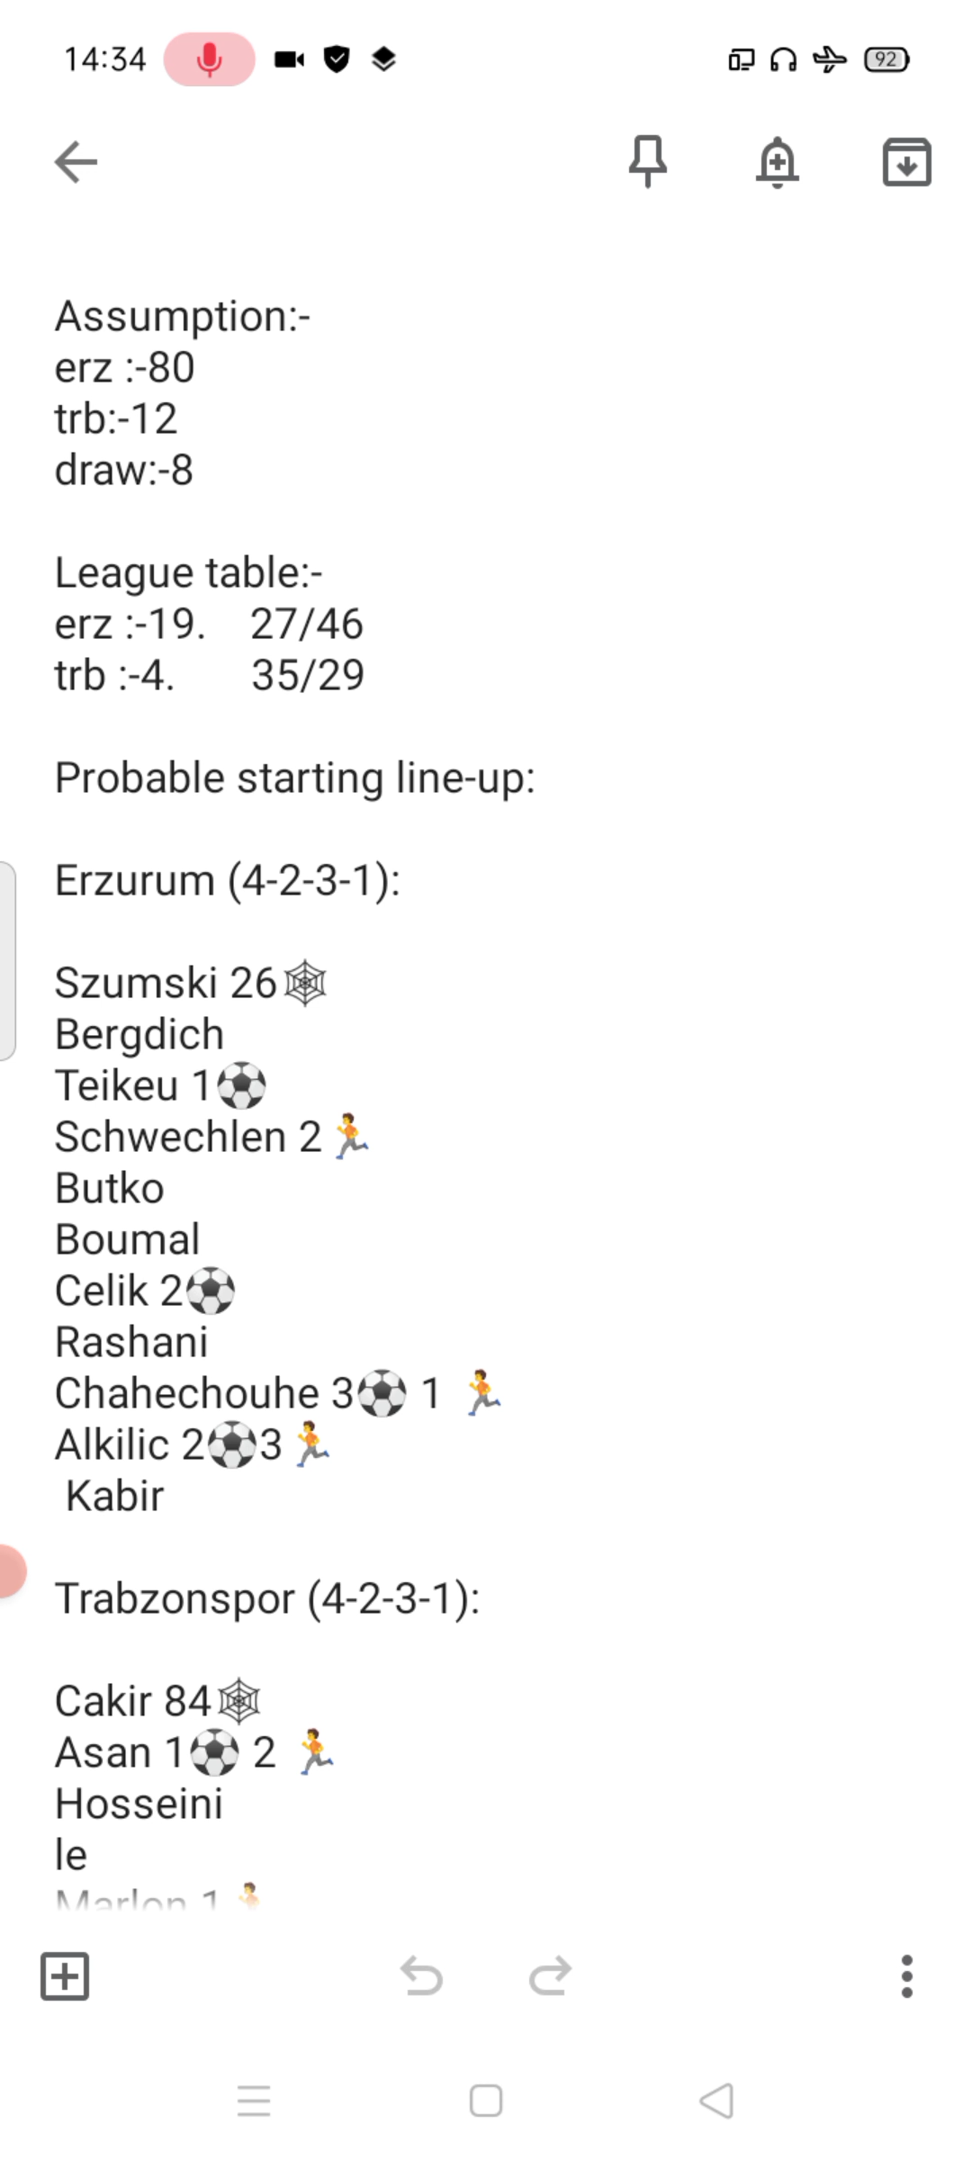 14:34
92
Assumption:-
erz :-80
trb:-12
draw:-8
League table:-
erz :-19. 27/46
trb :-4. 35/29
Probable starting line-up:
Erzurum (4-2-3-1):
Szumski 26🕸
Bergdich
Teikeu 1⚽
Schwechlen 2🏃
Butko
Boumal
Celik 2⚽
Rashani
Chahechouhe 3⚽ 1 🏃
Alkilic 2⚽3🏃
Kabir
Trabzonspor (4-2-3-1):
Cakir 84🕸
Asan 1⚽ 2 🏃
Hosseini
le
Marlon 1 🏃